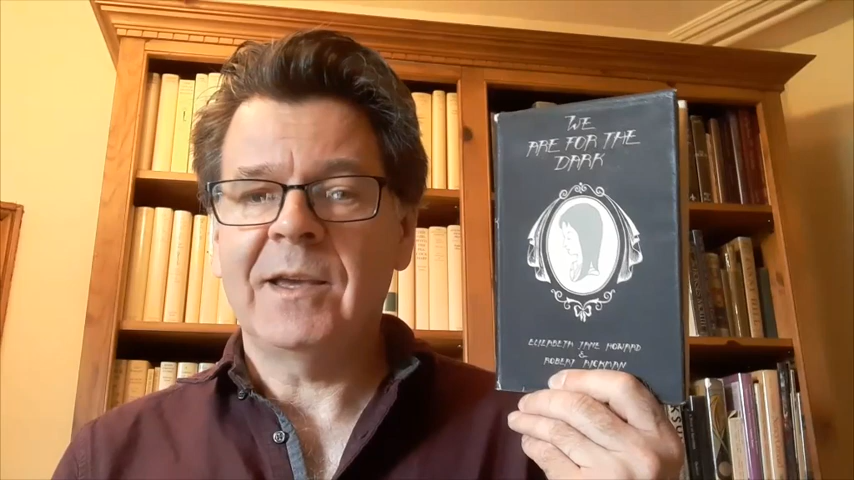 WE
ARE FOR THE
DARK
ELIZABETH JANE HOWARD
&
ROBERT AICKMAN